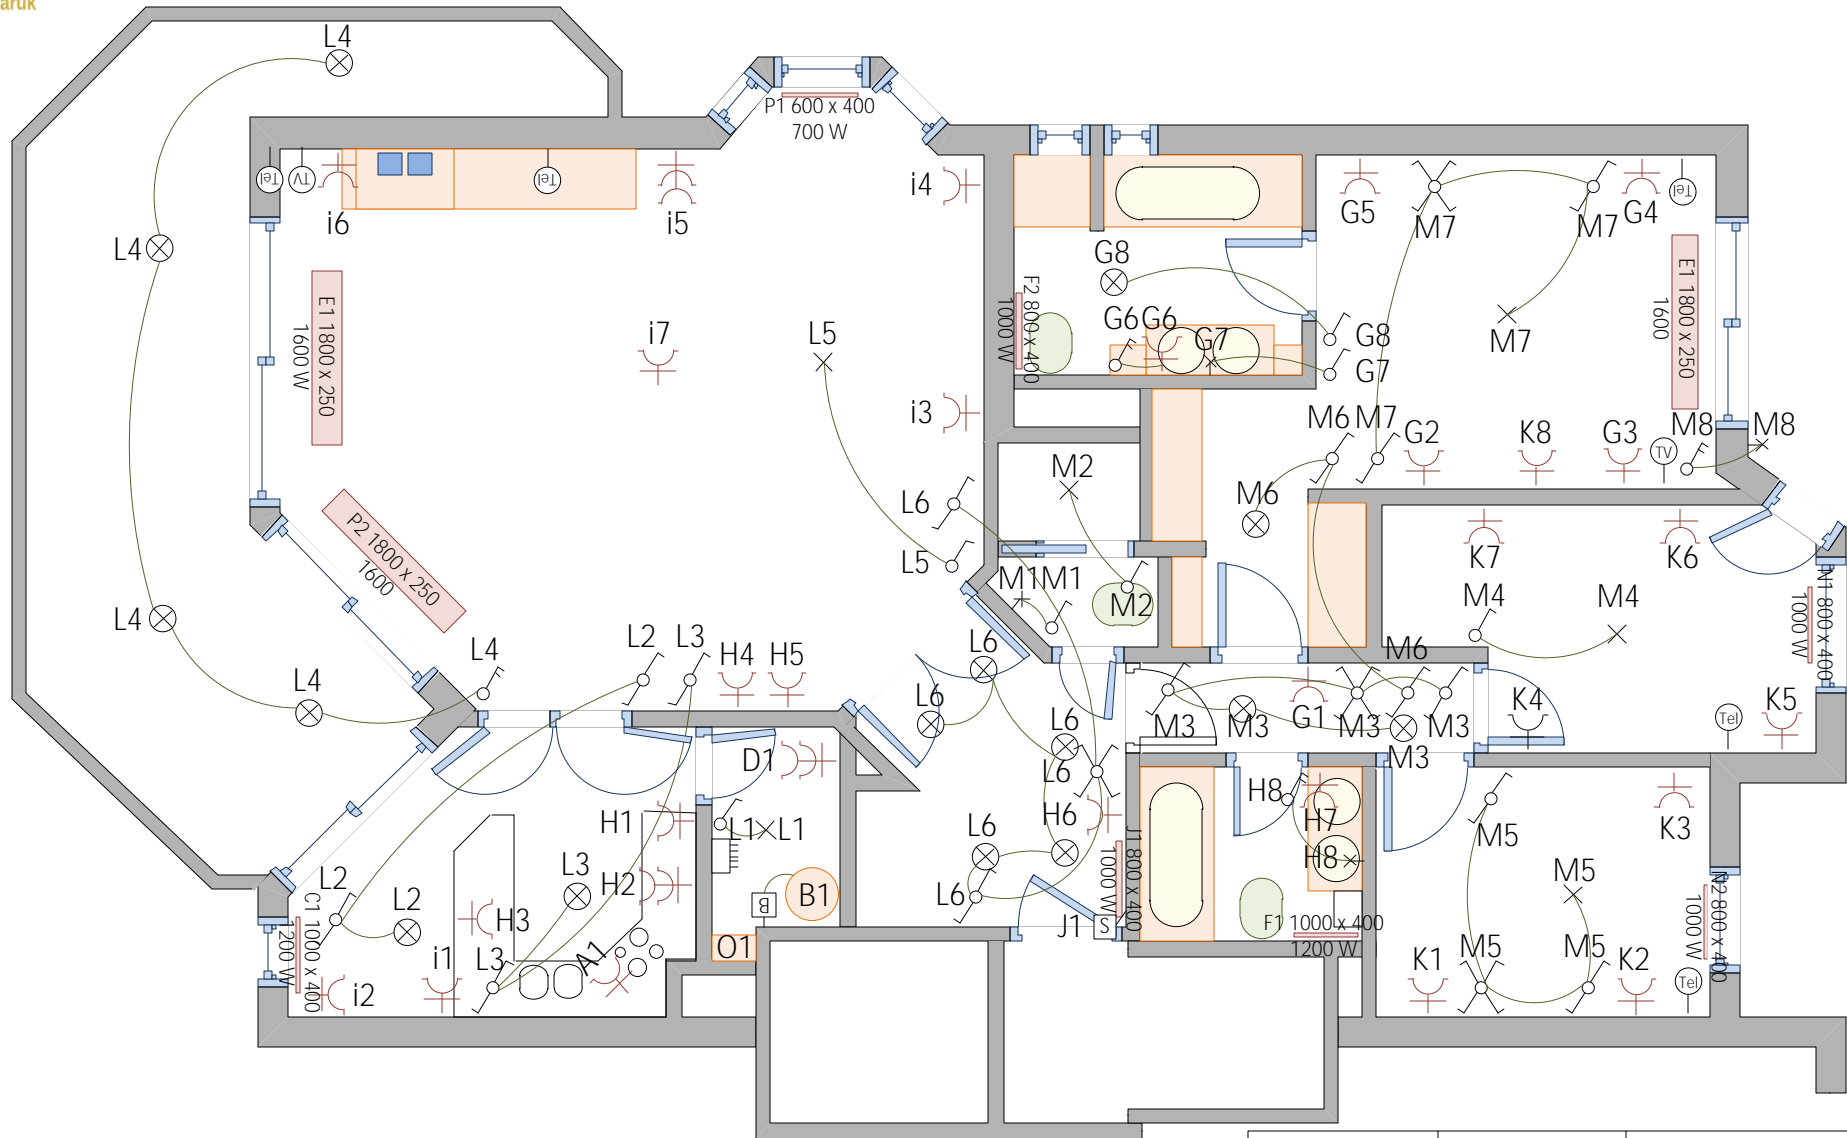 aruk
L4
P1 600 x 400
700 W
Tel
TV
Tel
i6
i5
i4
G5
M7
M7
G4
Tel
L4
G8
E1 1800 x 250
1600 W
i7
L5
F2 800 x 400
1000 W
G6
G6
G7
G8
G7
M7
E1 1800 x 250
1600
i3
M6
M7
G2
K8
G3
TV
M8
M8
M2
M6
L6
P2 1800 x 250
1600
L5
K7
K6
M1
M1
M2
M4
M4
N1 800 x 400
1000 W
L4
L4
L2
L3
H4
H5
L6
M6
L4
L6
L6
M3
M3
G1
M3
M3
M3
K4
Tel
K5
D1
L6
H8
H1
L1
L1
H6
H7
M5
K3
L6
J1 800 x 400
1000 W
H8
L2
L3
H2
B1
B
M5
L2
C1 1000 x 400
1200 W
H3
L6
J1
S
F1 1000 x 400
1200 W
N2 800 x 400
1000 W
i1
L3
A1
O1
M5
M5
K1
K2
Tel
i2